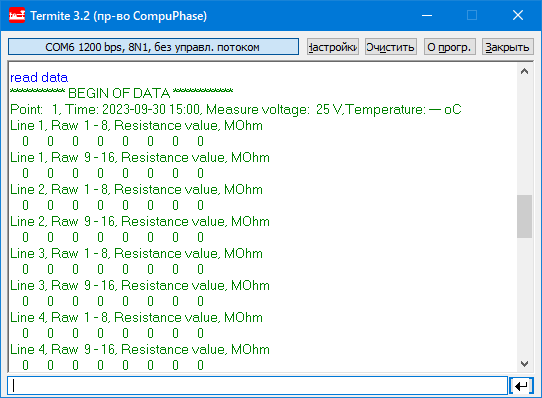 Termite 3.2 (пр-во CompuPhase)
COM6 1200 bps, 8N1, без управл. потоком
Настройки
Очистить
О прогр.
Закрыть
read data
************ BEGIN OF DATA *************
Point:   1, Time: 2023-09-30 15:00, Measure voltage:  25 V,Temperature: --- oC
Line 1, Raw  1 - 8, Resistance value, MOhm
0 0 0 0 0 0 0 0
Line 1, Raw  9 - 16, Resistance value, MOhm
0 0 0 0 0 0 0 0
Line 2, Raw  1 - 8, Resistance value, MOhm
0 0 0 0 0 0 0 0
Line 2, Raw  9 - 16, Resistance value, MOhm
0 0 0 0 0 0 0 0
Line 3, Raw  1 - 8, Resistance value, MOhm
0 0 0 0 0 0 0 0
Line 3, Raw  9 - 16, Resistance value, MOhm
0 0 0 0 0 0 0 0
Line 4, Raw  1 - 8, Resistance value, MOhm
0 0 0 0 0 0 0 0
Line 4, Raw  9 - 16, Resistance value, MOhm
0 0 0 0 0 0 0 0